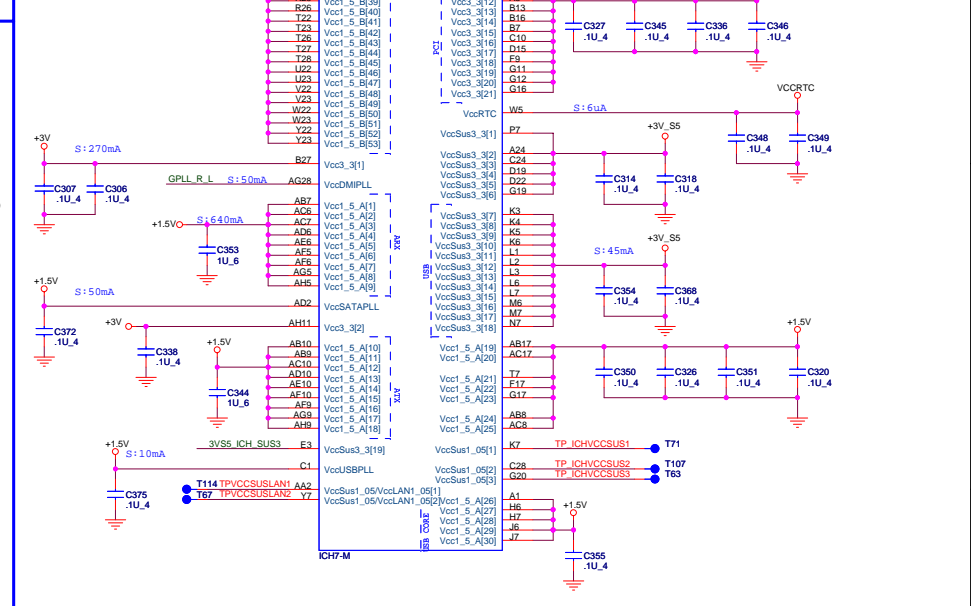 R26 Vcc1_5_B[39]
T22 Vcc1_5_B[40]
T23 Vcc1_5_B[41]
T26 Vcc1_5_B[42]
T27 Vcc1_5_B[43]
T28 Vcc1_5_B[44]
U22 Vcc1_5_B[45]
U23 Vcc1_5_B[46]
V22 Vcc1_5_B[47]
V23 Vcc1_5_B[48]
W22 Vcc1_5_B[49]
W23 Vcc1_5_B[50]
Y22 Vcc1_5_B[51]
Y23 Vcc1_5_B[52]
Vcc1_5_B[53]
+3V
S:270mA
B27 Vcc3_3[1]
C307
.1U_4
C306
.1U_4
GPLL_R_L S:50mA AG28 VccDMIPLL
+1.5V
S:640mA
C353
1U_6
AB7 Vcc1_5_A[1]
AC6 Vcc1_5_A[2]
AC7 Vcc1_5_A[3]
AD6 Vcc1_5_A[4]
AE6 Vcc1_5_A[5]
AF5 Vcc1_5_A[6]
AF6 Vcc1_5_A[7]
AG5 Vcc1_5_A[8]
AH5 Vcc1_5_A[9]
ARX
+1.5V
S:50mA
AD2 VccSATAPLL
C372
.1U_4
+3V
AH11 Vcc3_3[2]
C338
.1U_4
+1.5V
C344
1U_6
AB10 Vcc1_5_A[10]
AB9 Vcc1_5_A[11]
AC10 Vcc1_5_A[12]
AD10 Vcc1_5_A[13]
AE10 Vcc1_5_A[14]
AF10 Vcc1_5_A[15]
AF9 Vcc1_5_A[16]
AG9 Vcc1_5_A[17]
AH9 Vcc1_5_A[18]
ATX
3VS5_ICH_SUS3 E3 VccSus3_3[19]
+1.5V
S:10mA
C1 VccUSBPLL
C375
.1U_4
T114 TPVCCSUSLAN1 AA2 VccSus1_05/VccLAN1_05[1]
T67 TPVCCSUSLAN2 Y7 VccSus1_05/VccLAN1_05[2]
ICH7-M
Vcc3_3[12]
Vcc3_3[13] B13
Vcc3_3[14] B16
Vcc3_3[15] B7
Vcc3_3[16] C10
Vcc3_3[17] D15
Vcc3_3[18] F9
Vcc3_3[19] G11
Vcc3_3[20] G12
Vcc3_3[21] G16
PCI
C327
.1U_4
C345
.1U_4
C336
.1U_4
C346
.1U_4
VCCRTC
VccRTC W5 S:6uA
C348
.1U_4
C349
.1U_4
VccSus3_3[1] P7
+3V_S5
VccSus3_3[2] A24
VccSus3_3[3] C24
VccSus3_3[4] D19
VccSus3_3[5] D22
VccSus3_3[6] G19
C314
.1U_4
C318
.1U_4
VccSus3_3[7] K3
VccSus3_3[8] K4
VccSus3_3[9] K5
VccSus3_3[10] K6
VccSus3_3[11] L1
VccSus3_3[12] L2
VccSus3_3[13] L3
VccSus3_3[14] L6
VccSus3_3[15] L7
VccSus3_3[16] M6
VccSus3_3[17] M7
VccSus3_3[18] N7
USB
+3V_S5
S:45mA
C354
.1U_4
C368
.1U_4
+1.5V
Vcc1_5_A[19] AB17
Vcc1_5_A[20] AC17
Vcc1_5_A[21] T7
Vcc1_5_A[22] F17
Vcc1_5_A[23] G17
Vcc1_5_A[24] AB8
Vcc1_5_A[25] AC8
C350
.1U_4
C326
.1U_4
C351
.1U_4
C320
.1U_4
VccSus1_05[1] K7 TP_ICHVCCSUS1 T71
VccSus1_05[2] C28 TP_ICHVCCSUS2 T107
VccSus1_05[3] G20 TP_ICHVCCSUS3 T63
Vcc1_5_A[26] A1
Vcc1_5_A[27] H6
Vcc1_5_A[28] H7
Vcc1_5_A[29] J6
Vcc1_5_A[30] J7
USB CORE
+1.5V
C355
.1U_4